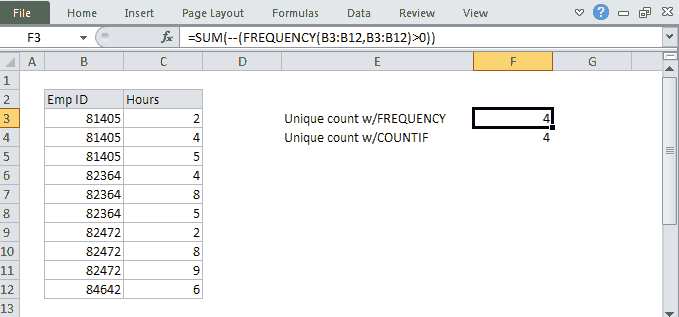 File Home Insert Page Layout Formulas Data Review View
F3 fx =SUM(--(FREQUENCY(B3:B12,B3:B12)>0))
A B C D E F G
1
2 Emp ID Hours
3 81405 2 Unique count w/FREQUENCY 4
4 81405 4 Unique count w/COUNTIF 4
5 81405 5
6 82364 4
7 82364 8
8 82364 5
9 82472 2
10 82472 8
11 82472 9
12 84642 6
13